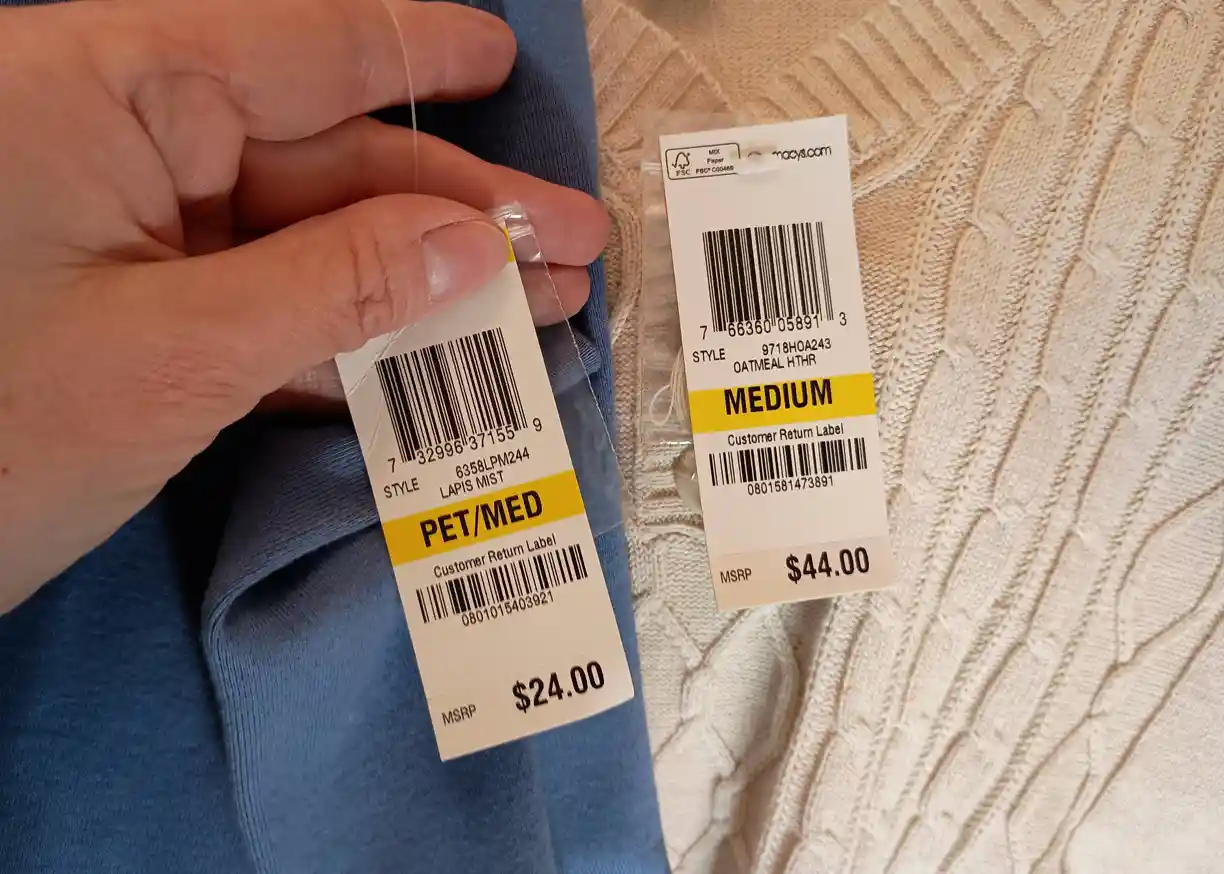 7 32996 37155 9
STYLE 6358LPM244
LAPIS MIST
PET/MED
Customer Return Label
0801015403921
MSRP $24.00
MIX
Paper
FSC
FSC® C00465
macys.com
7 66360 05891 3
STYLE 9718HOA243
OATMEAL HTHR
MEDIUM
Customer Return Label
0801581473891
MSRP $44.00